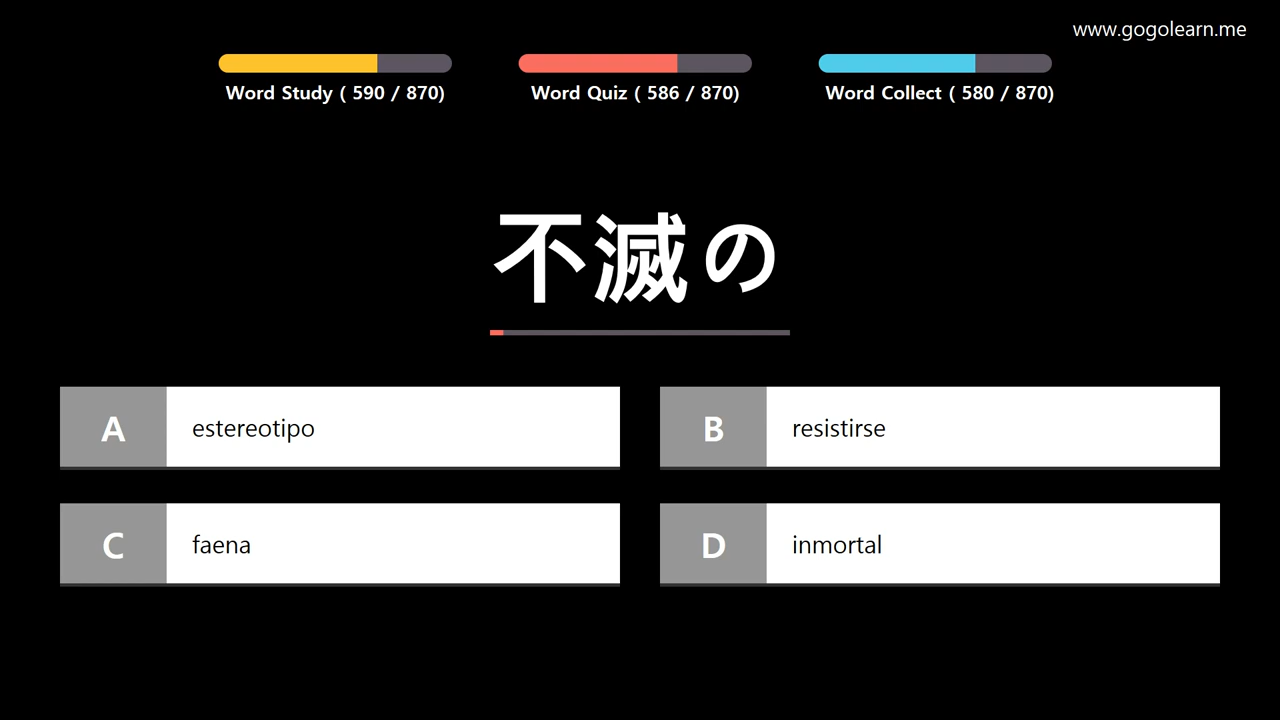 www.gogolearn.me
Word Study ( 590 / 870)
Word Quiz ( 586 / 870)
Word Collect ( 580 / 870)
不滅の
A estereotipo
B resistirse
C faena
D inmortal